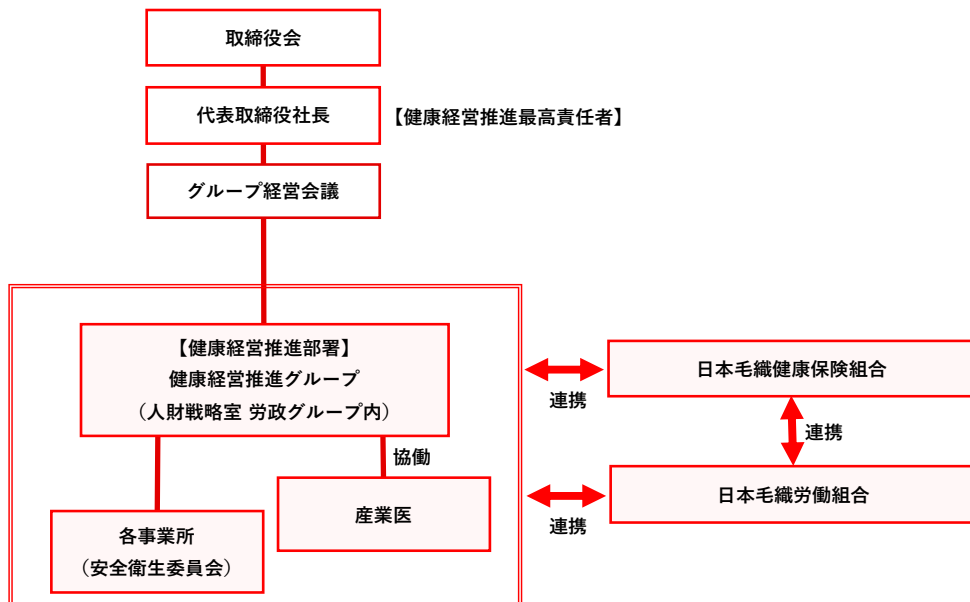 取締役会
代表取締役社長
【健康経営推進最高責任者】
グループ経営会議
【健康経営推進部署】
健康経営推進グループ
（人財戦略室 労政グループ内）
協働
各事業所
（安全衛生委員会）
産業医
連携
日本毛織健康保険組合
連携
連携
日本毛織労働組合